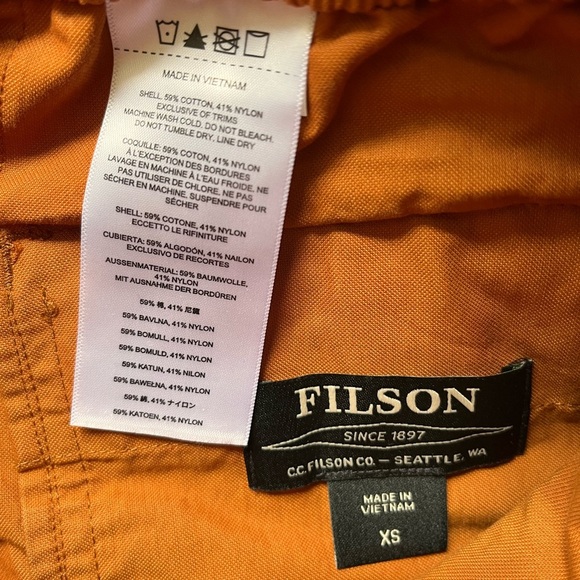 MADE IN VIETNAM
SHELL: 59% COTTON, 41% NYLON
EXCLUSIVE OF TRIMS
MACHINE WASH COLD. DO NOT BLEACH.
DO NOT TUMBLE DRY. LINE DRY
COQUILLE: 59% COTON, 41% NYLON
À L'EXCEPTION DES BORDURES
LAVAGE EN MACHINE À L'EAU FROIDE. NE
PAS UTILISER DE CHLORE. NE PAS
SÉCHER EN MACHINE. SUSPENDRE POUR
SÉCHER
SHELL: 59% COTONE, 41% NYLON
ECCETTO LE RIFINITURE
CUBIERTA: 59% ALGODÓN, 41% NAILON
EXCLUSIVO DE RECORTES
AUSSENMATERIAL: 59% BAUMWOLLE,
41% NYLON
MIT AUSNAHME DER BORDÜREN
59% 棉, 41% 尼龍
59% BAVLNA, 41% NYLON
59% BOMULL, 41% NYLON
59% BOMULD, 41% NYLON
59% KATUN, 41% NILON
59% BAWEŁNA, 41% NYLON
59% 綿, 41% ナイロン
59% KATOEN, 41% NYLON
FILSON
SINCE 1897
C.C. FILSON CO. — SEATTLE, WA
MADE IN
VIETNAM
XS